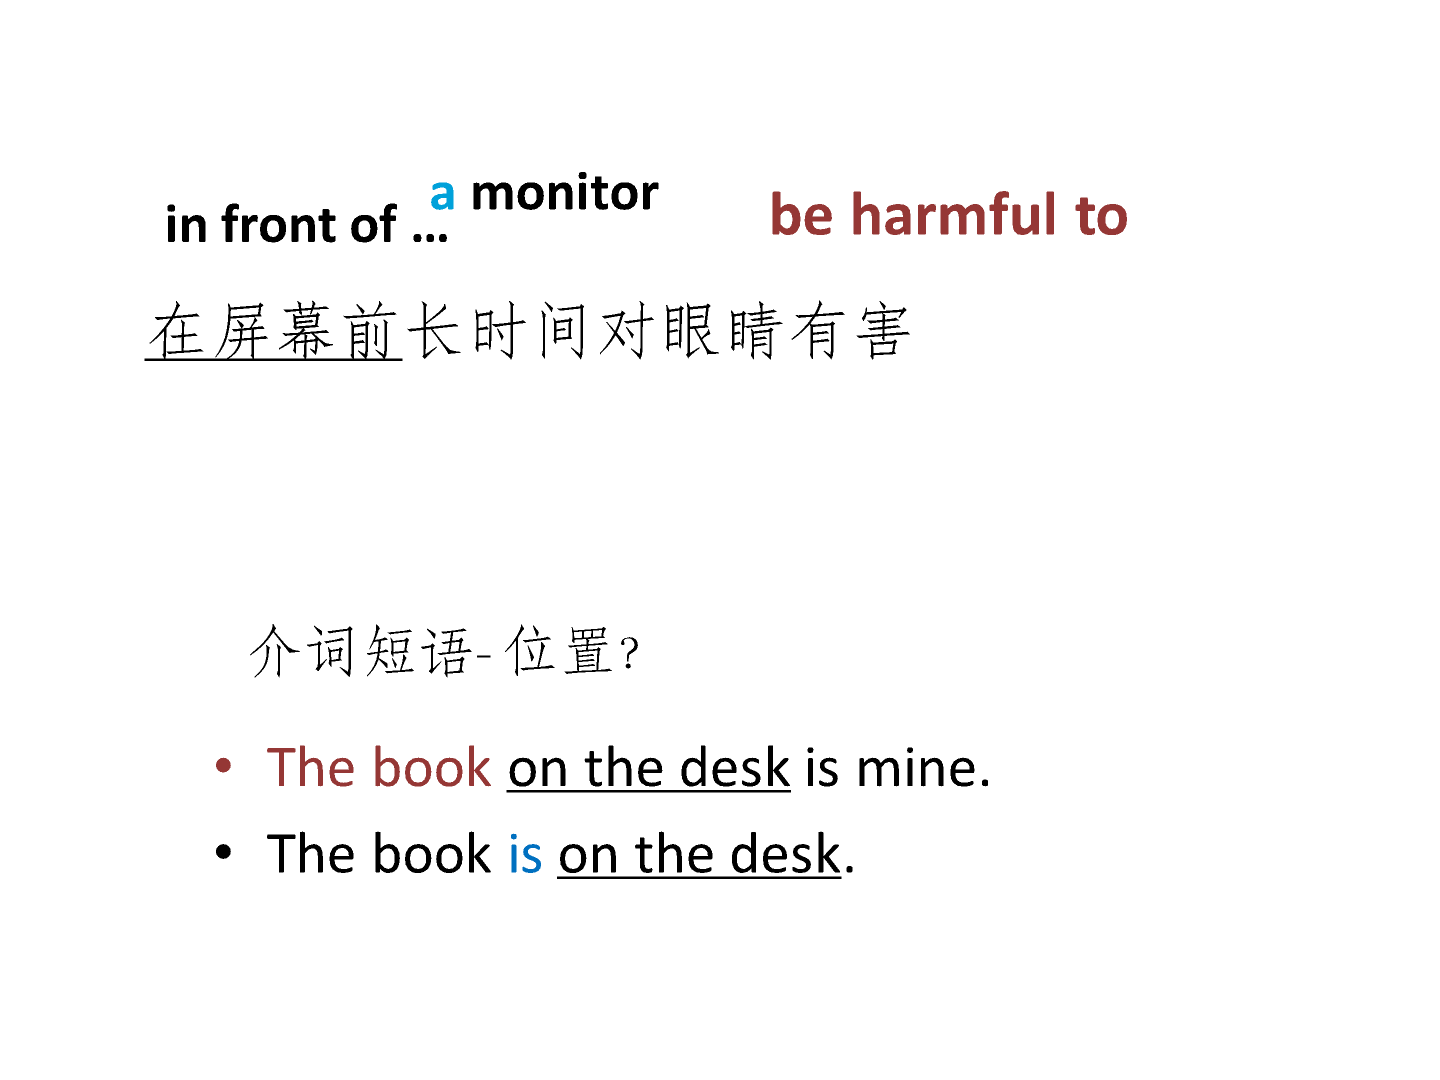 in front of … a monitor be harmful to
在屏幕前长时间对眼睛有害
介词短语-位置?
• The book on the desk is mine.
• The book is on the desk.